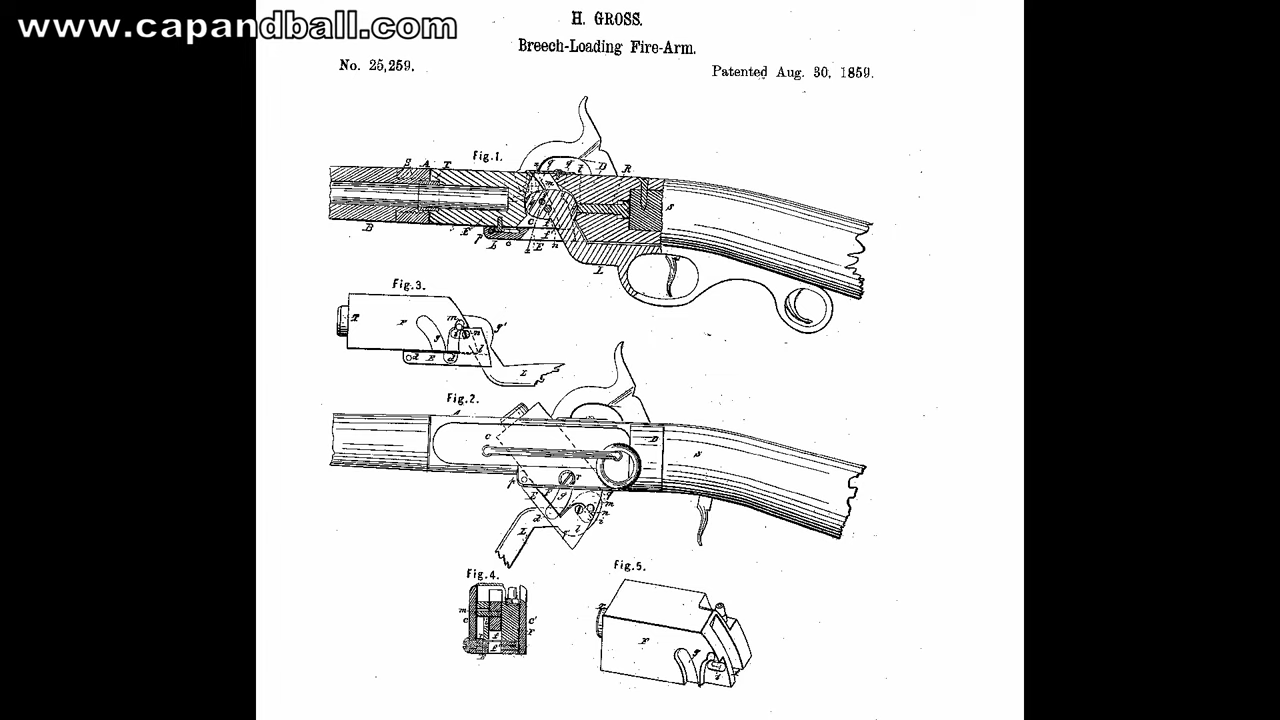 www.capandball.com
H. GROSS.
Breech-Loading Fire-Arm.
No. 25,259.
Patented Aug. 30, 1859.
Fig.1.
S A T
D R
S
B
E
L
Fig.3.
T F
g m n
g'
d E d
L
Fig.2.
A
c
D
S
p
r
g
m
n
d l i
L
Fig.4.
m
c c'
F
Fig.5.
F
g